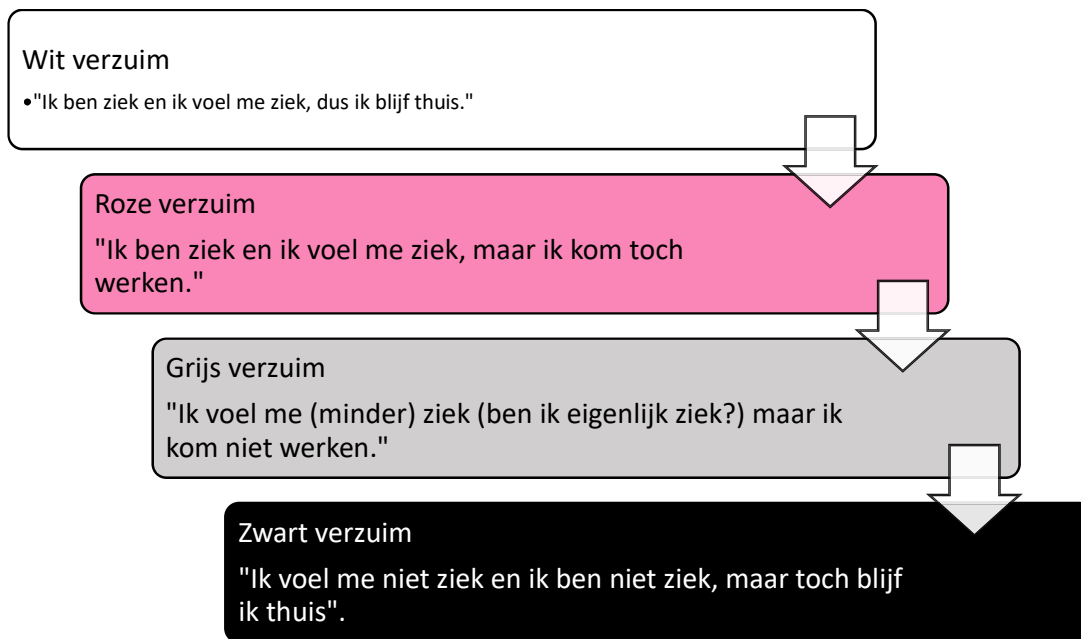 Wit verzuim
•"Ik ben ziek en ik voel me ziek, dus ik blijf thuis."
Roze verzuim
"Ik ben ziek en ik voel me ziek, maar ik kom toch
werken."
Grijs verzuim
"Ik voel me (minder) ziek (ben ik eigenlijk ziek?) maar ik
kom niet werken."
Zwart verzuim
"Ik voel me niet ziek en ik ben niet ziek, maar toch blijf
ik thuis".